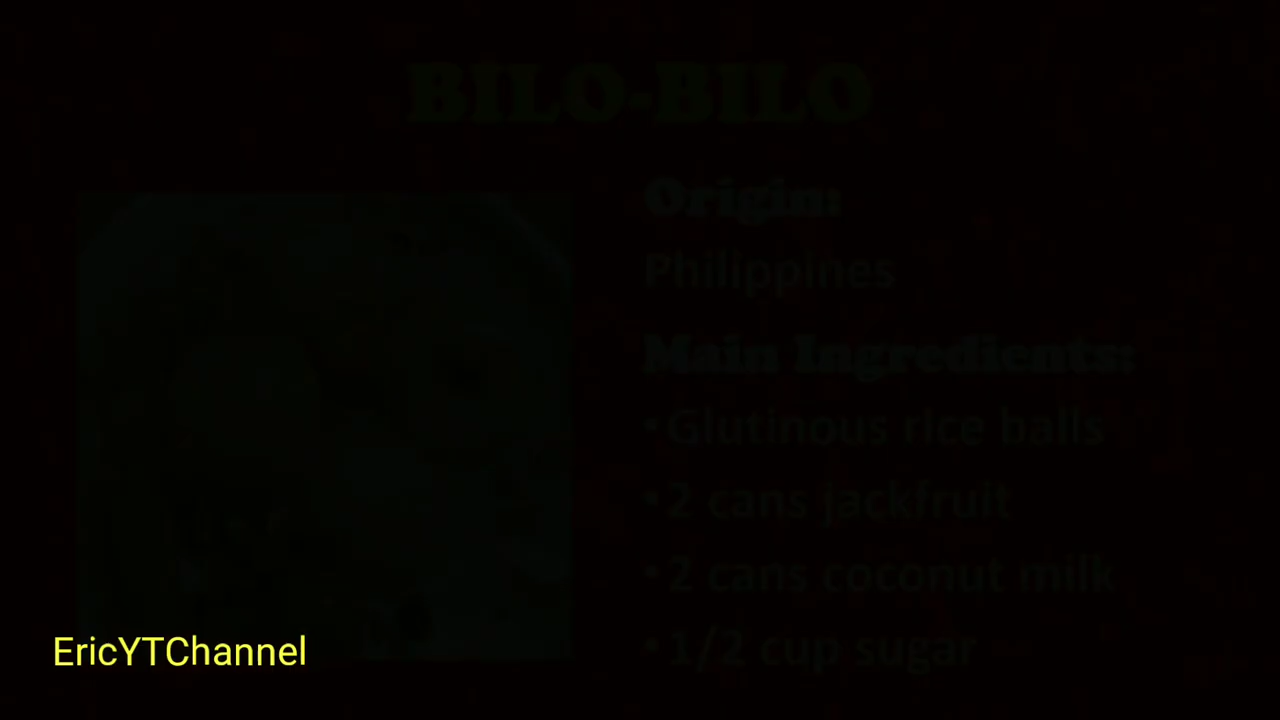 BILO-BILO
Origin:
Philippines
Main Ingredients:
•Glutinous rice balls
•2 cans jackfruit
•2 cans coconut milk
•1/2 cup sugar
EricYTChannel